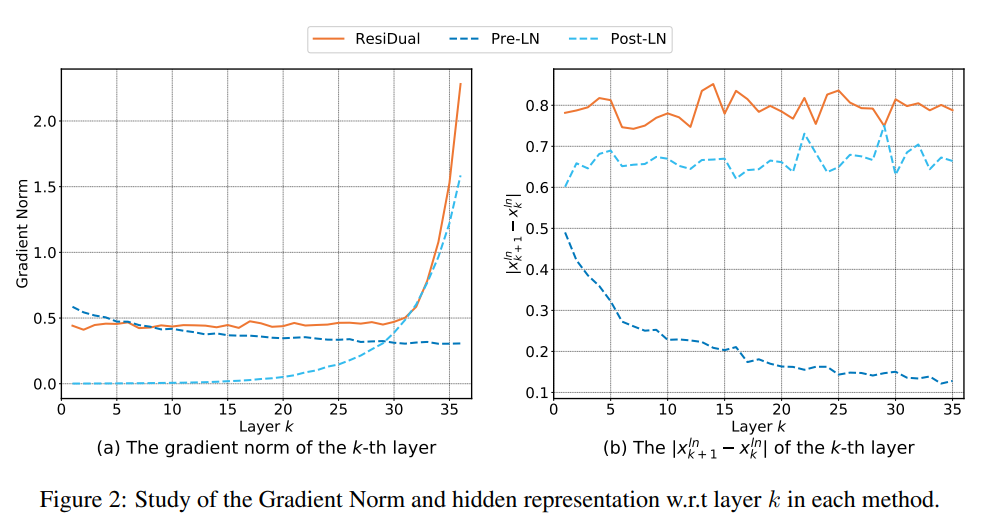 ResiDual Pre-LN Post-LN
Gradient Norm
2.0
1.5
1.0
0.5
0.0
0 5 10 15 20 25 30 35
Layer k
(a) The gradient norm of the k-th layer
|x^{ln}_{k+1} − x^{ln}_k|
0.8
0.7
0.6
0.5
0.4
0.3
0.2
0.1
0 5 10 15 20 25 30 35
Layer k
(b) The |x^{ln}_{k+1} − x^{ln}_k| of the k-th layer
Figure 2: Study of the Gradient Norm and hidden representation w.r.t layer k in each method.